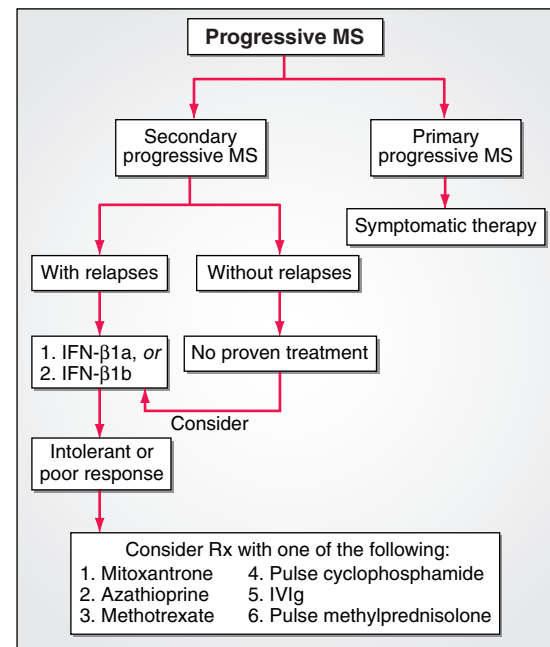 Progressive MS
Secondary
progressive MS
Primary
progressive MS
Symptomatic therapy
With relapses
Without relapses
1. IFN-β1a, or
2. IFN-β1b
No proven treatment
Consider
Intolerant or
poor response
Consider Rx with one of the following:
1. Mitoxantrone
2. Azathioprine
3. Methotrexate
4. Pulse cyclophosphamide
5. IVIg
6. Pulse methylprednisolone